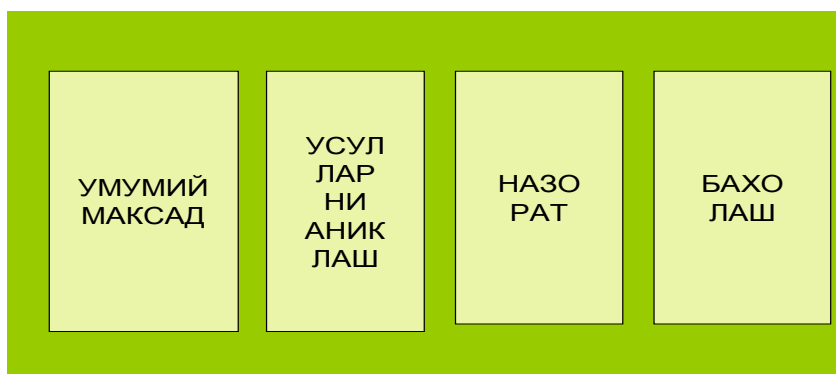 УМУМИЙ
МАКСАД
УСУЛ
ЛАР
НИ
АНИК
ЛАШ
НАЗО
РАТ
БАХО
ЛАШ